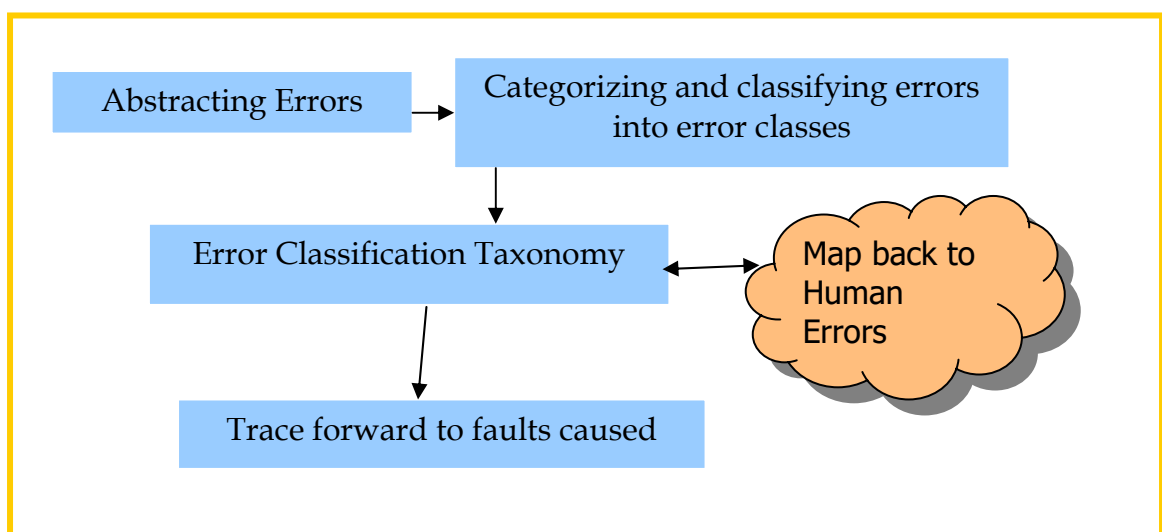 Abstracting Errors
Categorizing and classifying errors
into error classes
Error Classification Taxonomy
Map back to
Human
Errors
Trace forward to faults caused